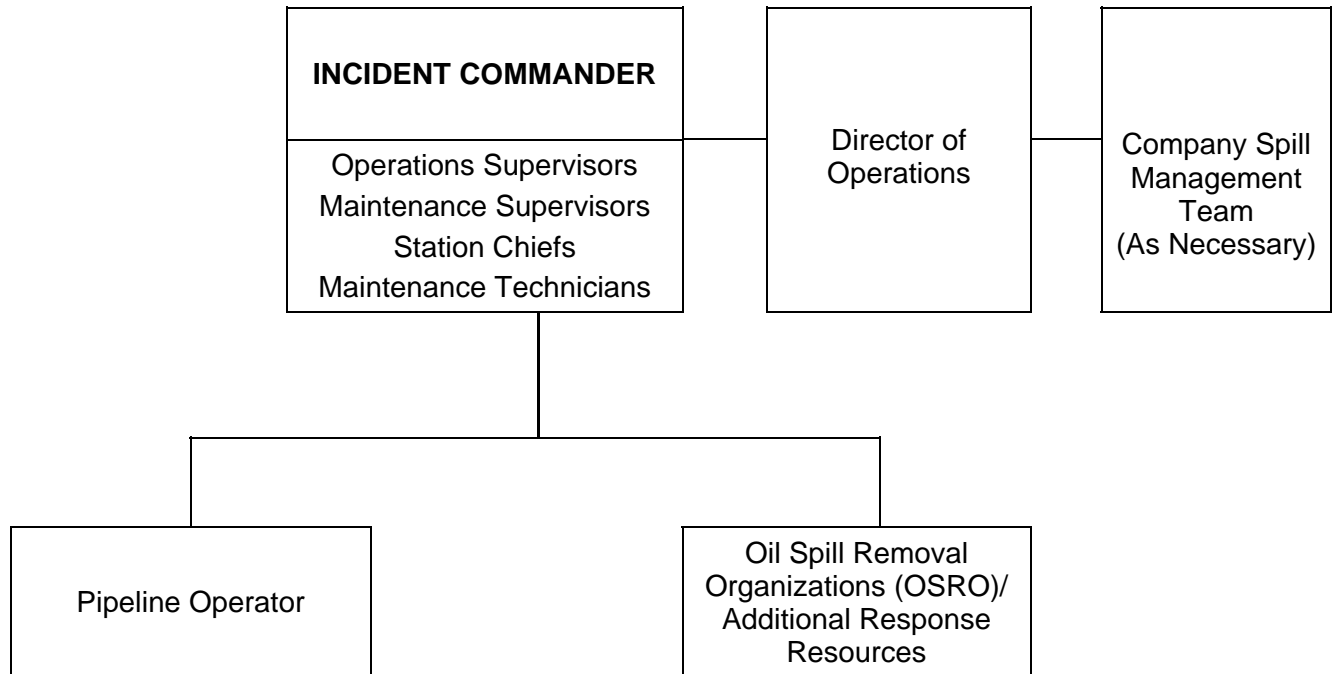 INCIDENT COMMANDER
Operations Supervisors
Maintenance Supervisors
Station Chiefs
Maintenance Technicians
Director of
Operations
Company Spill
Management
Team
(As Necessary)
Pipeline Operator
Oil Spill Removal
Organizations (OSRO)/
Additional Response
Resources